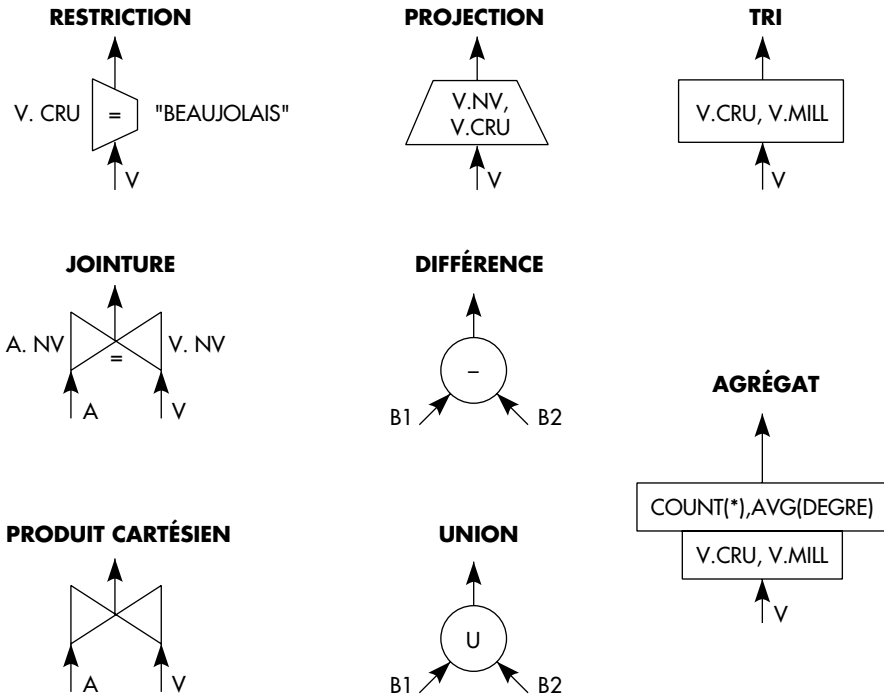 RESTRICTION
V. CRU = "BEAUJOLAIS"
V
PROJECTION
V.NV,
V.CRU
V
TRI
V.CRU, V.MILL
V
JOINTURE
A. NV = V. NV
A V
DIFFÉRENCE
–
B1 B2
AGRÉGAT
COUNT(*),AVG(DEGRE)
V.CRU, V.MILL
V
PRODUIT CARTÉSIEN
A V
UNION
U
B1 B2